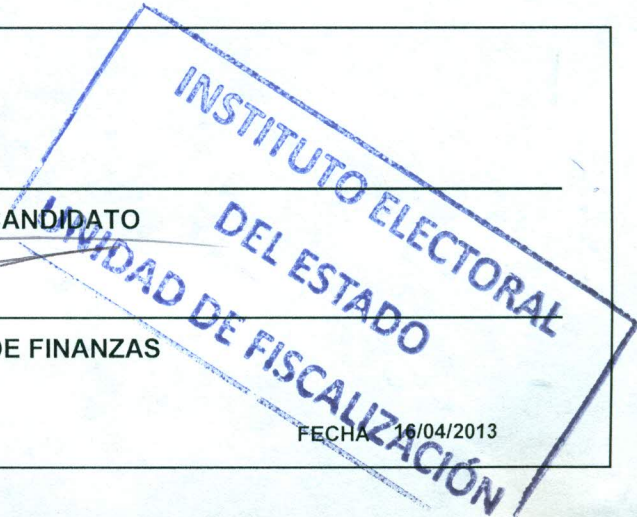 INSTITUTO ELECTORAL
DEL ESTADO
UNIDAD DE FISCALIZACIÓN
ANDIDATO
DE FINANZAS
FECHA 16/04/2013